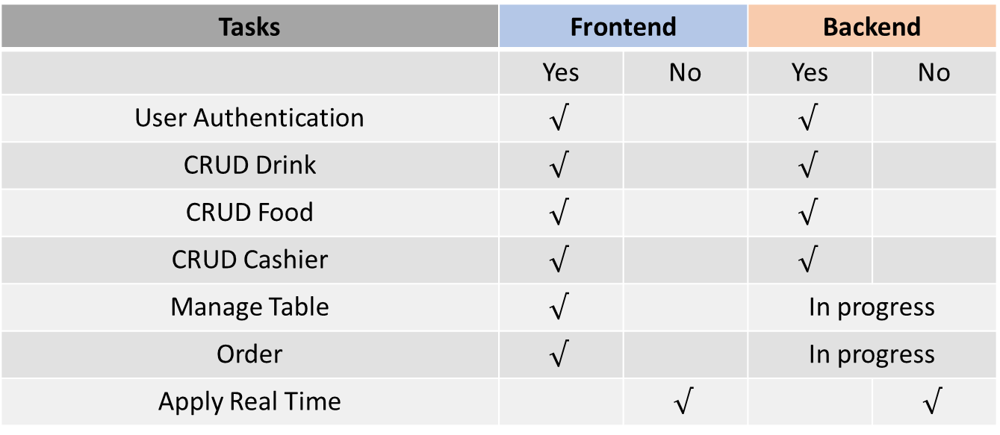 Tasks Frontend Backend
Yes No Yes No
User Authentication √ √
CRUD Drink √ √
CRUD Food √ √
CRUD Cashier √ √
Manage Table √ In progress
Order √ In progress
Apply Real Time √ √